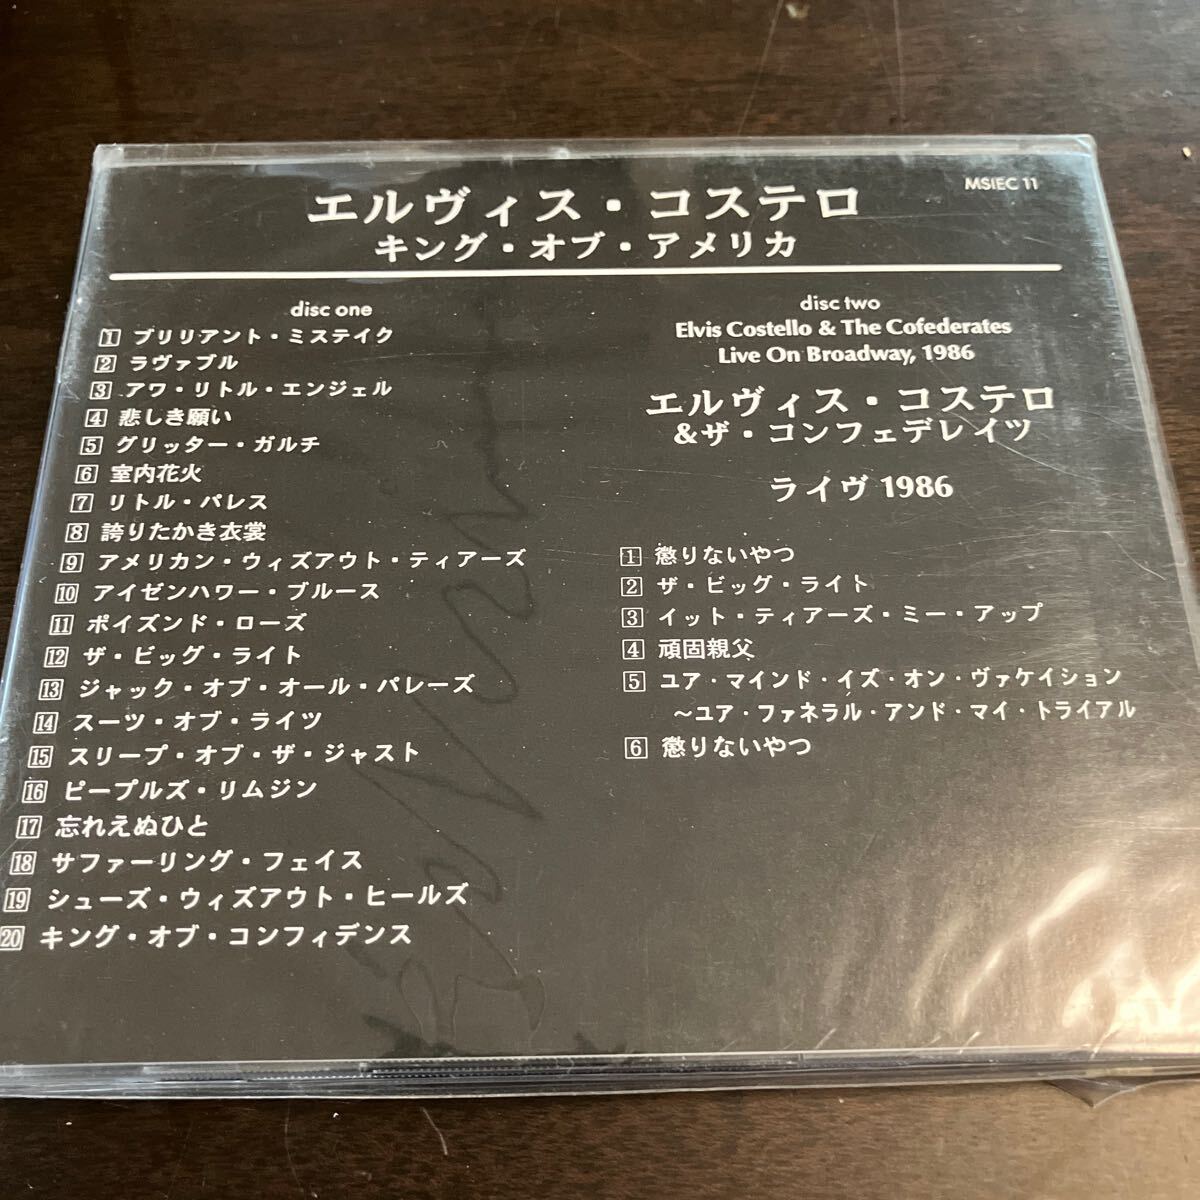 MSIEC 11
エルヴィス・コステロ
キング・オブ・アメリカ
disc one
1 ブリリアント・ミステイク
2 ラヴァブル
3 アワ・リトル・エンジェル
4 悲しき願い
5 グリッター・ガルチ
6 室内花火
7 リトル・パレス
8 誇りたかき衣裳
9 アメリカン・ウィズアウト・ティアーズ
10 アイゼンハワー・ブルース
11 ポイズンド・ローズ
12 ザ・ビッグ・ライト
13 ジャック・オブ・オール・パレーズ
14 スーツ・オブ・ライツ
15 スリープ・オブ・ザ・ジャスト
16 ピープルズ・リムジン
17 忘れえぬひと
18 サファーリング・フェイス
19 シューズ・ウィズアウト・ヒールズ
20 キング・オブ・コンフィデンス
disc two
Elvis Costello & The Cofederates
Live On Broadway, 1986
エルヴィス・コステロ
&ザ・コンフェデレイツ
ライヴ 1986
1 懲りないやつ
2 ザ・ビッグ・ライト
3 イット・ティアーズ・ミー・アップ
4 頑固親父
5 ユア・マインド・イズ・オン・ヴァケイション
～ユア・ファネラル・アンド・マイ・トライアル
6 懲りないやつ